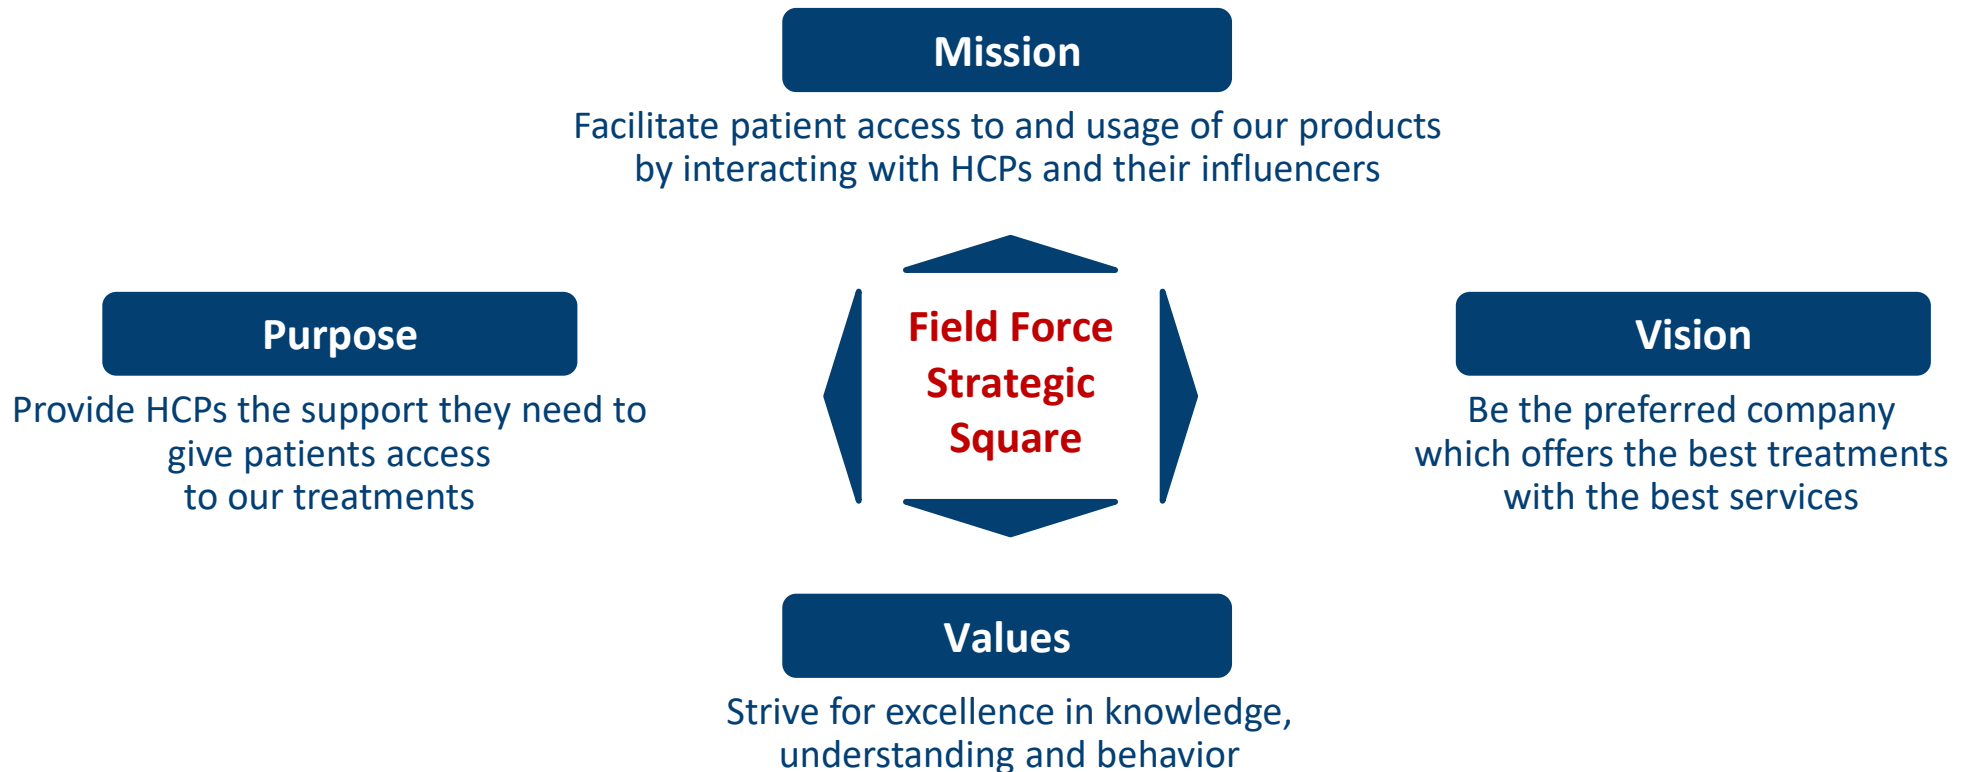 Mission
Facilitate patient access to and usage of our products
by interacting with HCPs and their influencers
Purpose
Provide HCPs the support they need to
give patients access
to our treatments
Field Force
Strategic
Square
Vision
Be the preferred company
which offers the best treatments
with the best services
Values
Strive for excellence in knowledge,
understanding and behavior